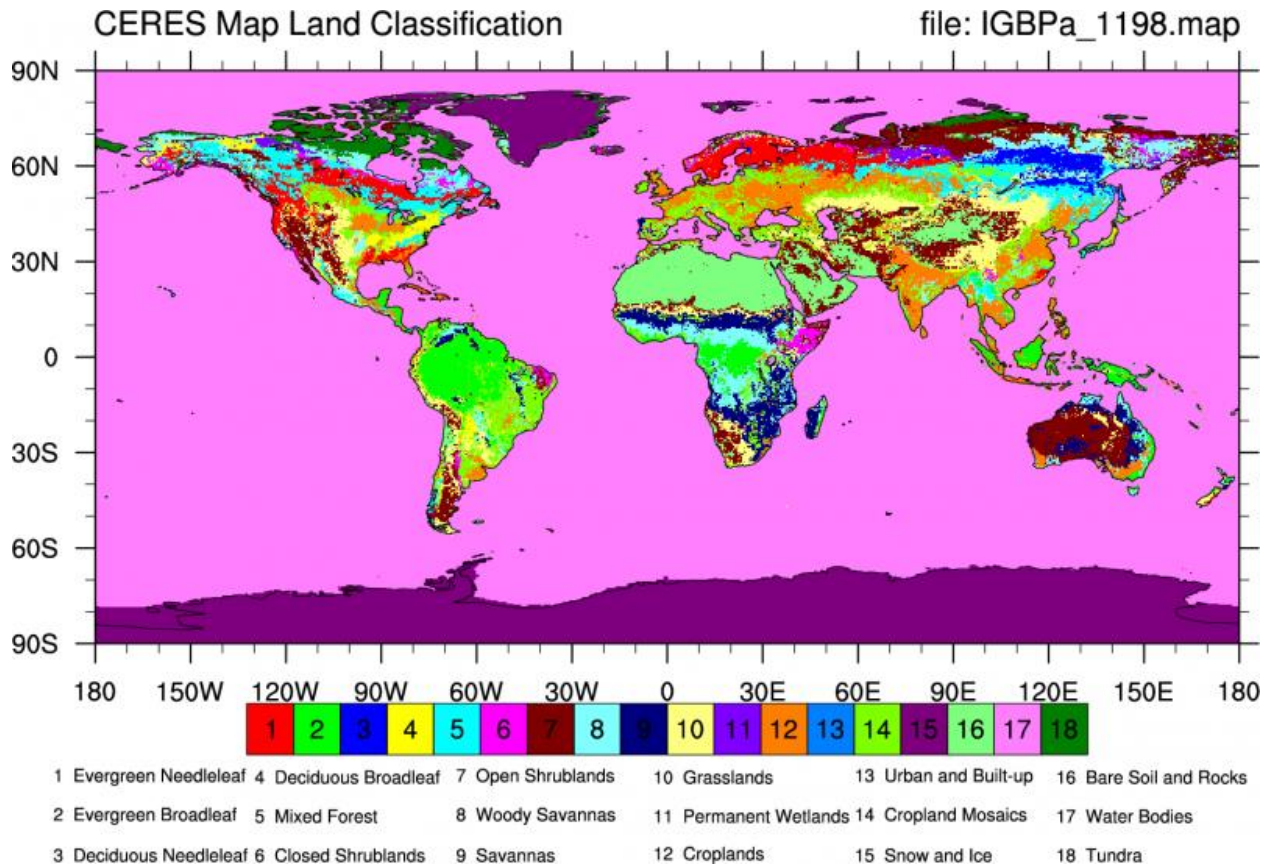 CERES Map Land Classification file: IGBPa_1198.map
90N
60N
30N
0
30S
60S
90S
180 150W 120W 90W 60W 30W 0 30E 60E 90E 120E 150E 180
1 2 3 4 5 6 7 8 9 10 11 12 13 14 15 16 17 18
1 Evergreen Needleleaf 4 Deciduous Broadleaf 7 Open Shrublands 10 Grasslands 13 Urban and Built-up 16 Bare Soil and Rocks
2 Evergreen Broadleaf 5 Mixed Forest 8 Woody Savannas 11 Permanent Wetlands 14 Cropland Mosaics 17 Water Bodies
3 Deciduous Needleleaf 6 Closed Shrublands 9 Savannas 12 Croplands 15 Snow and Ice 18 Tundra